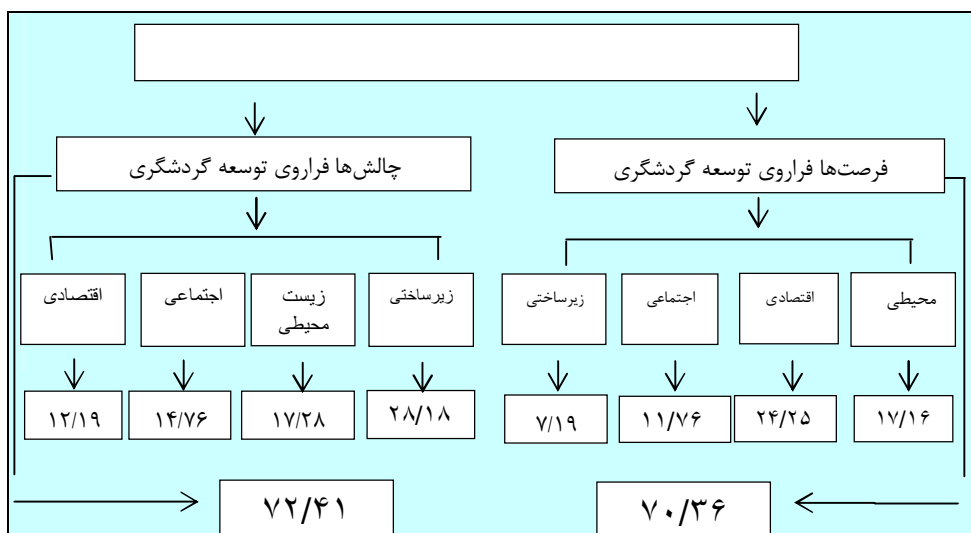 فرصت‌ها فراروی توسعه گردشگری
چالش‌ها فراروی توسعه گردشگری
محیطی
اقتصادی
اجتماعی
زیرساختی
زیرساختی
زیست
محیطی
اجتماعی
اقتصادی
۱۷/۱۶
۲۴/۲۵
۱۱/۷۶
۷/۱۹
۲۸/۱۸
۱۷/۲۸
۱۴/۷۶
۱۲/۱۹
۷۰/۳۶
۷۲/۴۱